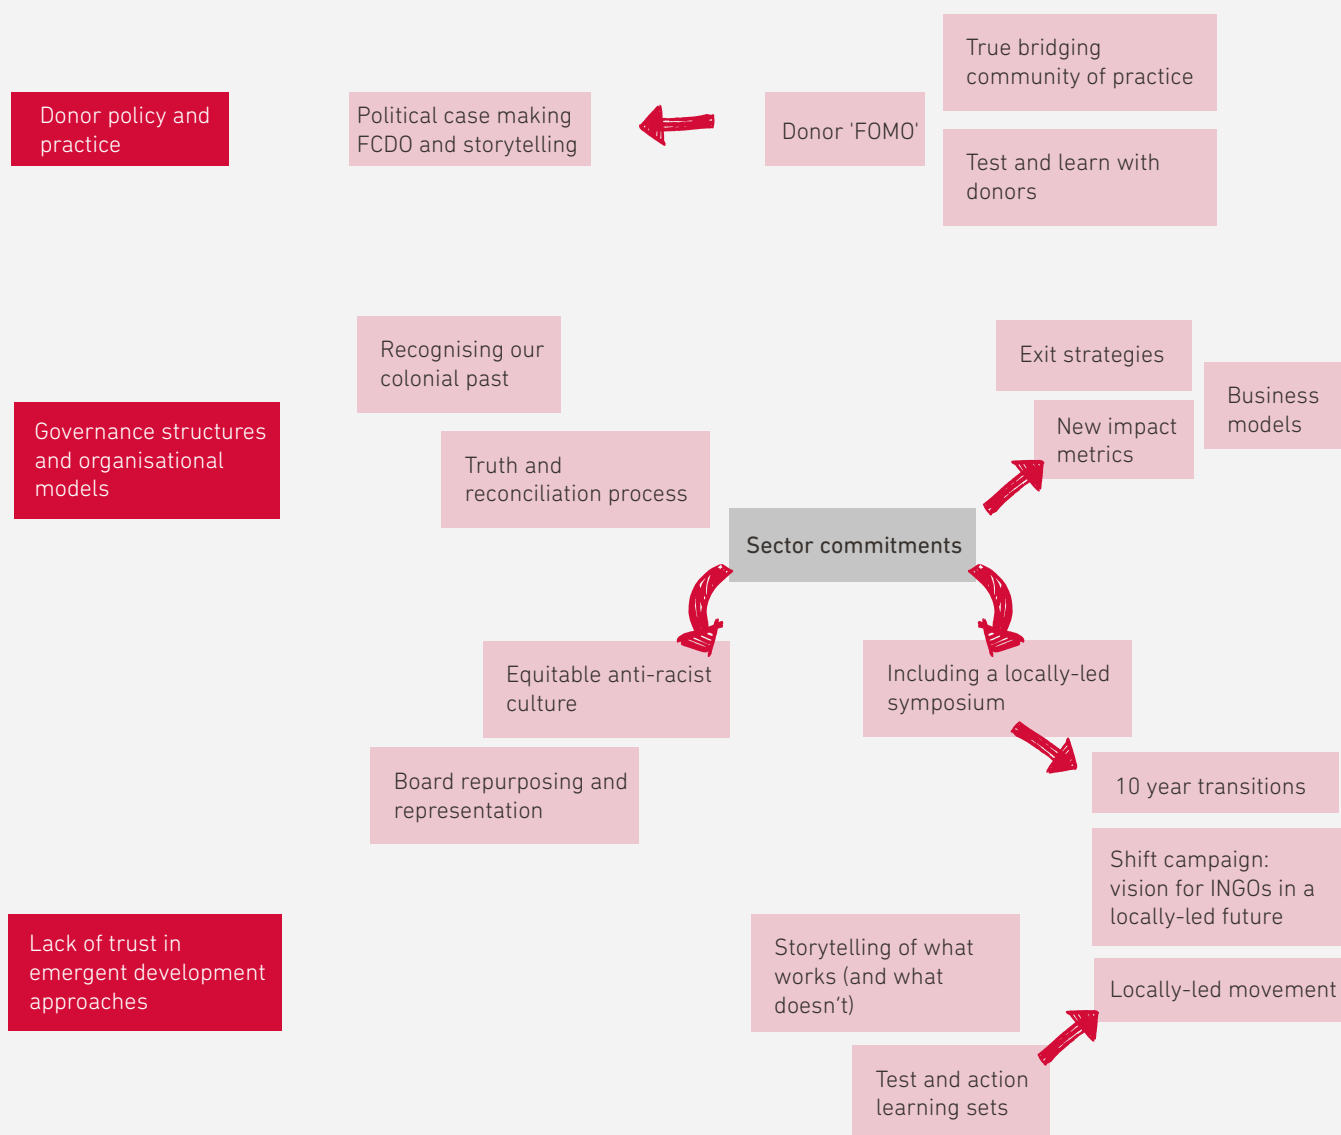 Donor policy and
practice
Political case making
FCDO and storytelling
Donor 'FOMO'
True bridging
community of practice
Test and learn with
donors
Governance structures
and organisational
models
Recognising our
colonial past
Truth and
reconciliation process
Sector commitments
Exit strategies
New impact
metrics
Business
models
Equitable anti-racist
culture
Board repurposing and
representation
Including a locally-led
symposium
10 year transitions
Shift campaign:
vision for INGOs in a
locally-led future
Locally-led movement
Lack of trust in
emergent development
approaches
Storytelling of what
works (and what
doesn’t)
Test and action
learning sets